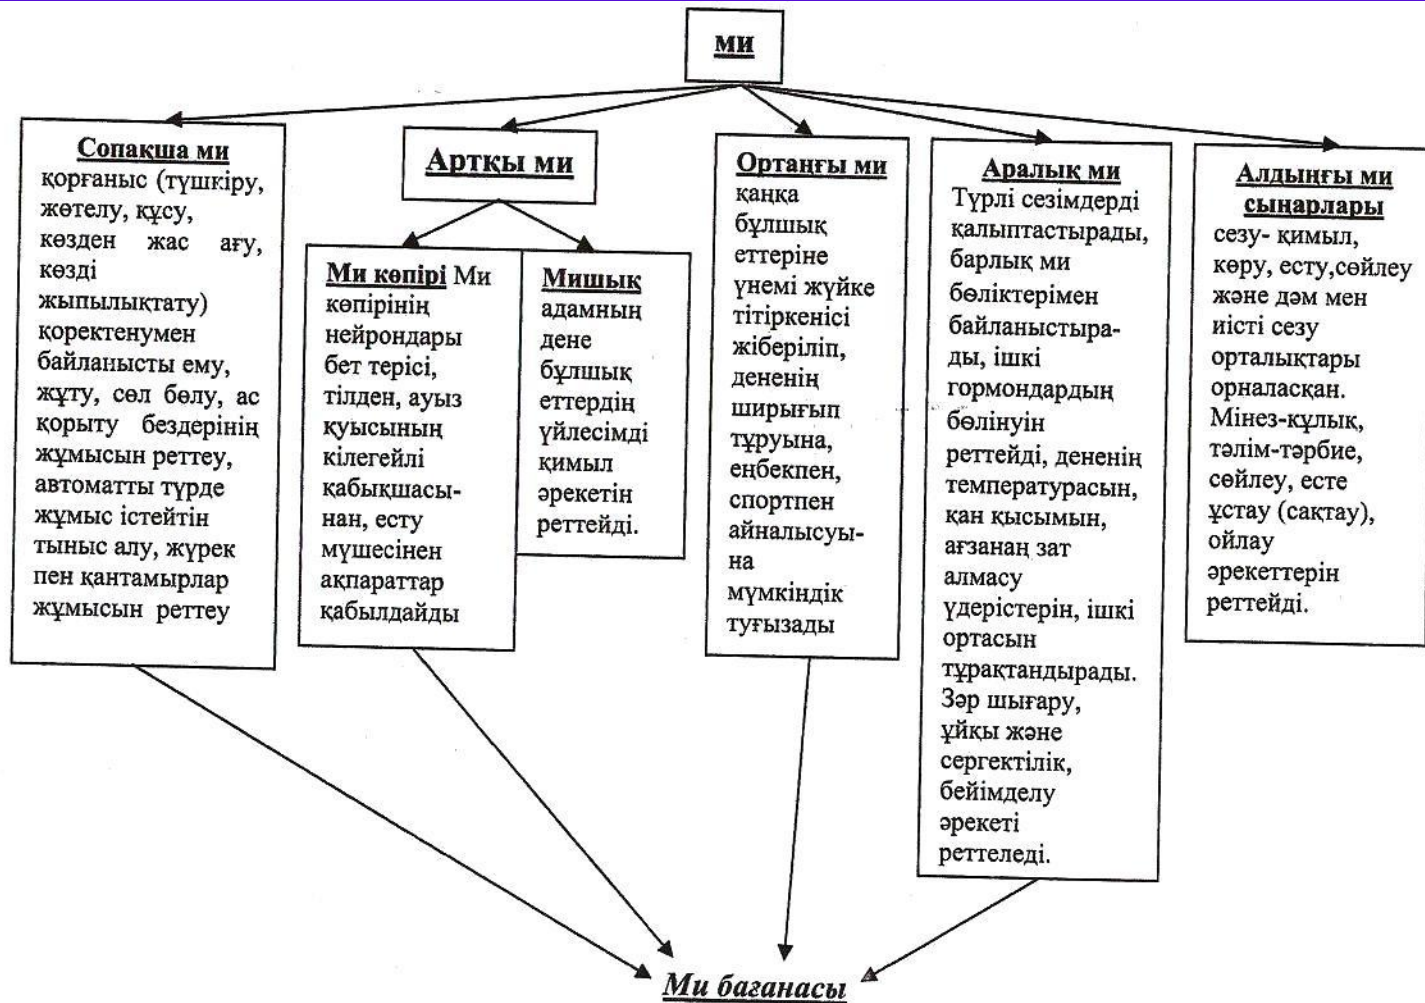 ми
Сопақша ми
қорғаныс (түшкіру,
жөтелу, құсу,
көзден жас ағу,
көзді
жыпылықтату)
қоректенумен
байланысты ему,
жұту, сөл бөлу, ас
қорыту бездерінің
жұмысын реттеу,
автоматты түрде
жұмыс істейтін
тыныс алу, жүрек
пен қантамырлар
жұмысын реттеу
Артқы ми
Ми көпірі Ми
көпірінің
нейрондары
бет терісі,
тілден, ауыз
қуысының
кілегейлі
қабықшасы-
нан, есту
мүшесінен
ақпараттар
қабылдайды
Мишық
адамның
дене
бұлшық
еттердің
үйлесімді
қимыл
әрекетін
реттейді.
Ортаңғы ми
қаңқа
бұлшық
еттеріне
үнемі жүйке
тітіркенісі
жіберіліп,
дененің
ширығып
тұруына,
еңбекпен,
спортпен
айналысуы-
на
мүмкіндік
туғызады
Аралық ми
Түрлі сезімдерді
қалыптастырады,
барлық ми
бөліктерімен
байланыстыра-
ды, ішкі
гормондардың
бөлінуін
реттейді, дененің
температурасын,
қан қысымын,
ағзанаң зат
алмасу
үдерістерін, ішкі
ортасын
тұрақтандырады.
Зәр шығару,
ұйқы және
сергектілік,
бейімделу
әрекеті
реттеледі.
Алдыңғы ми
сыңарлары
сезу- қимыл,
көру, есту,сөйлеу
және дәм мен
иісті сезу
орталықтары
орналасқан.
Мінез-құлық,
тәлім-тәрбие,
сөйлеу, есте
ұстау (сақтау),
ойлау
әрекеттерін
реттейді.
Ми бағанасы